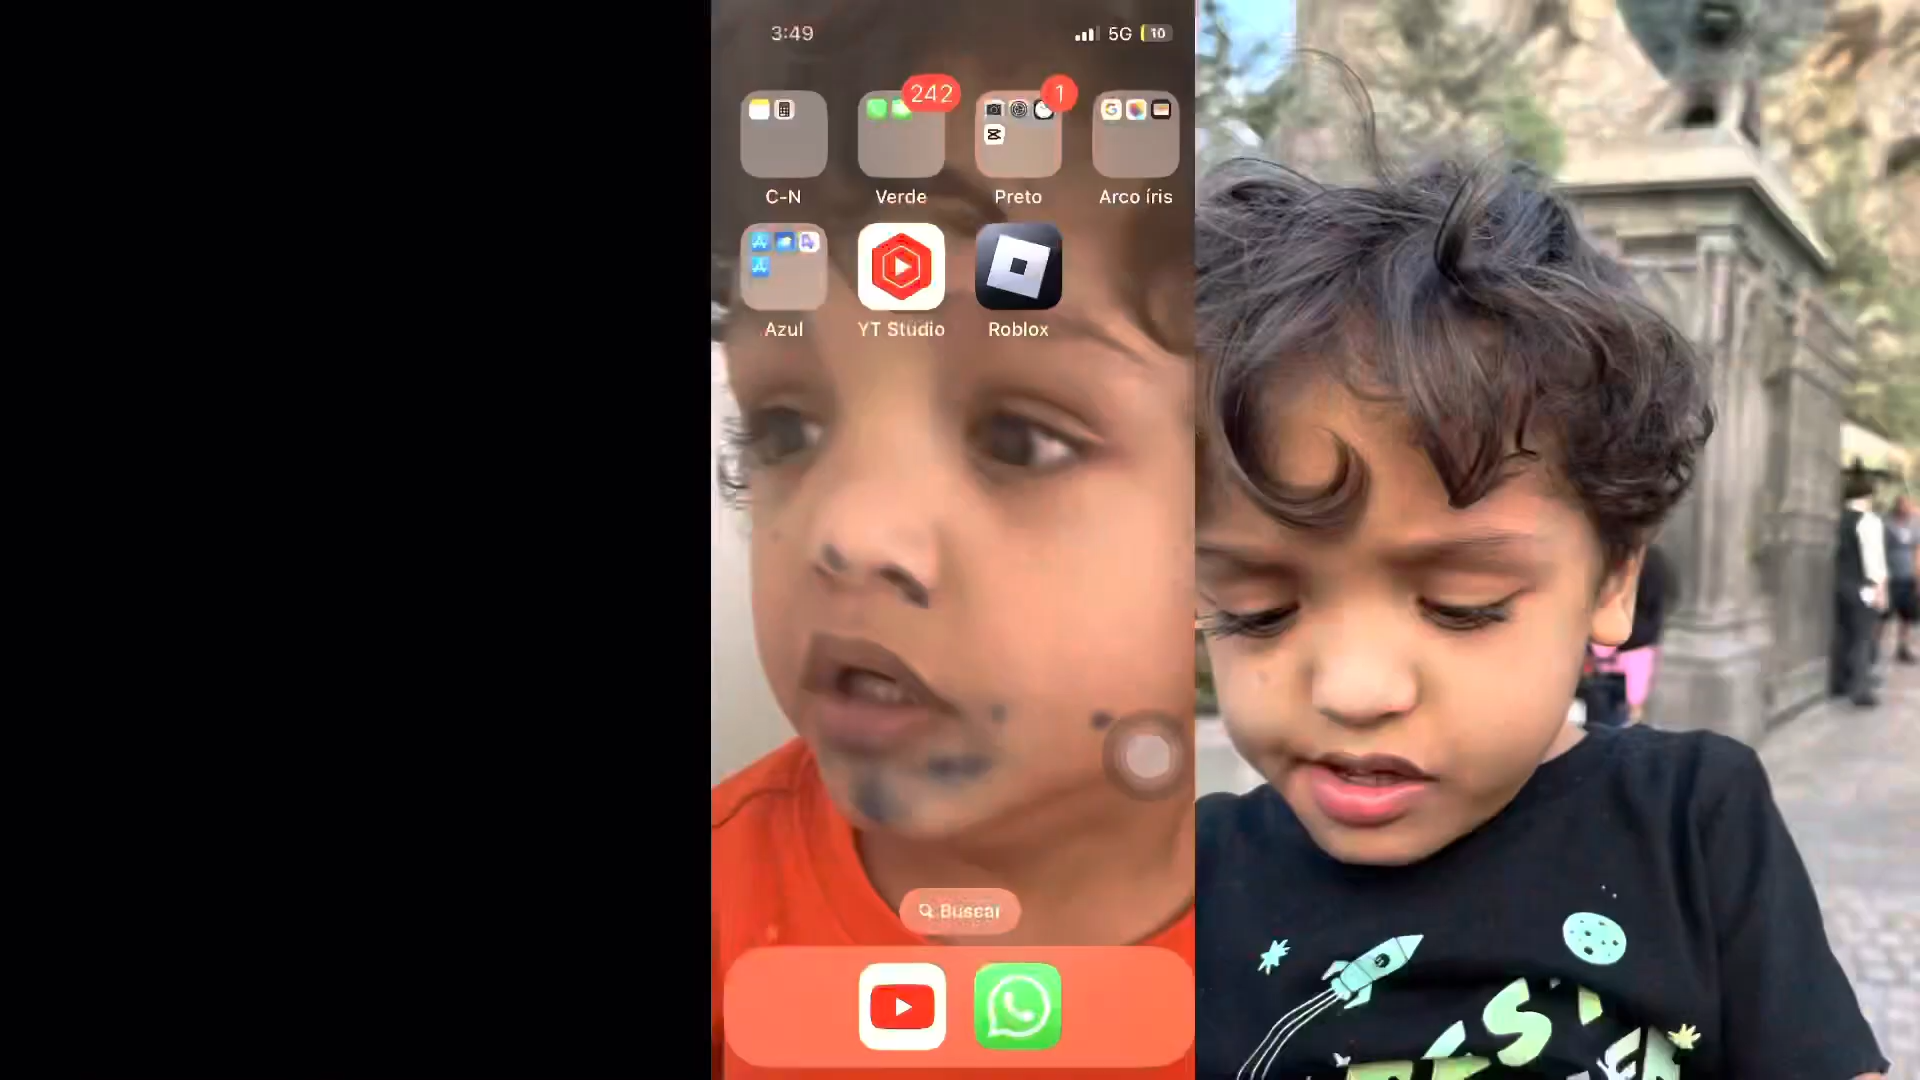 3:49
5G 10
242
1
C-N
Verde
Preto
Arco íris
Azul
YT Studio
Roblox
Buscar